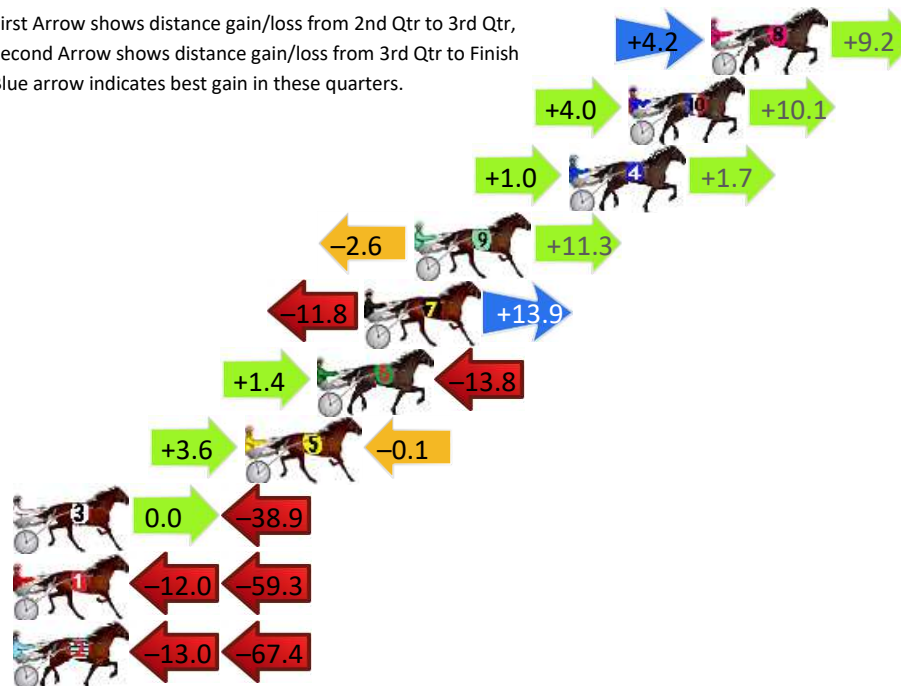 irst Arrow shows distance gain/loss from 2nd Qtr to 3rd Qtr,
econd Arrow shows distance gain/loss from 3rd Qtr to Finish
lue arrow indicates best gain in these quarters.
+4.2 8 +9.2
+4.0 10 +10.1
+1.0 4 +1.7
−2.6 9 +11.3
−11.8 7 +13.9
+1.4 6 −13.8
+3.6 5 −0.1
3 0.0 −38.9
1 −12.0 −59.3
2 −13.0 −67.4